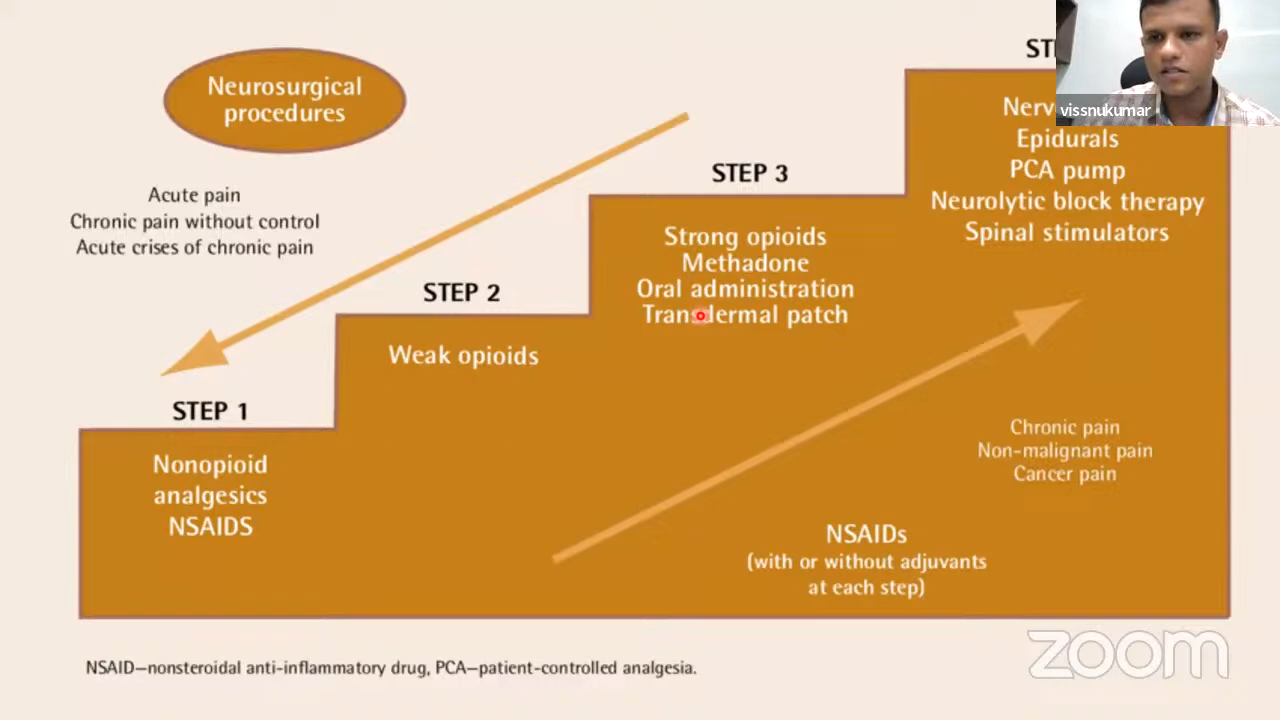 Neurosurgical
procedures
Acute pain
Chronic pain without control
Acute crises of chronic pain
STEP 1
Nonopioid
analgesics
NSAIDS
STEP 2
Weak opioids
STEP 3
Strong opioids
Methadone
Oral administration
Transdermal patch
Epidurals
PCA pump
Neurolytic block therapy
Spinal stimulators
vissnukumar
Chronic pain
Non-malignant pain
Cancer pain
NSAIDs
(with or without adjuvants
at each step)
NSAID—nonsteroidal anti-inflammatory drug, PCA—patient-controlled analgesia.
zoom